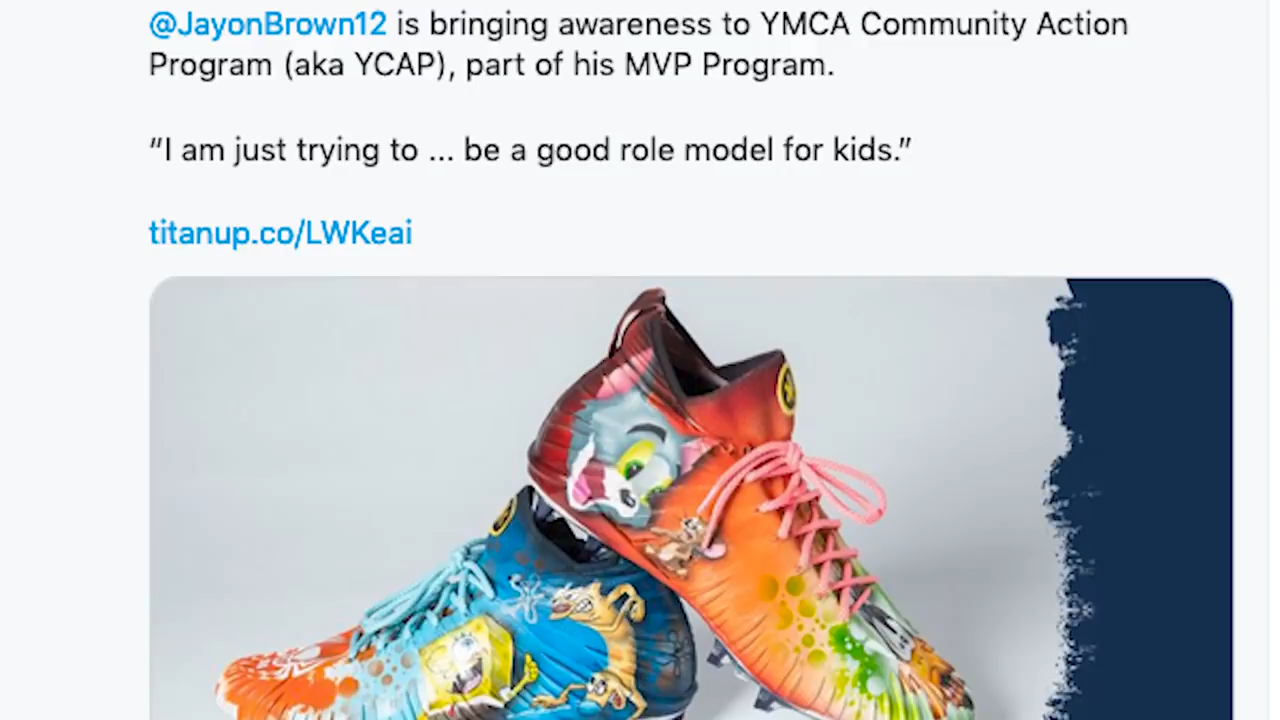 @JayonBrown12 is bringing awareness to YMCA Community Action
Program (aka YCAP), part of his MVP Program.
“I am just trying to ... be a good role model for kids.”
titanup.co/LWKeai